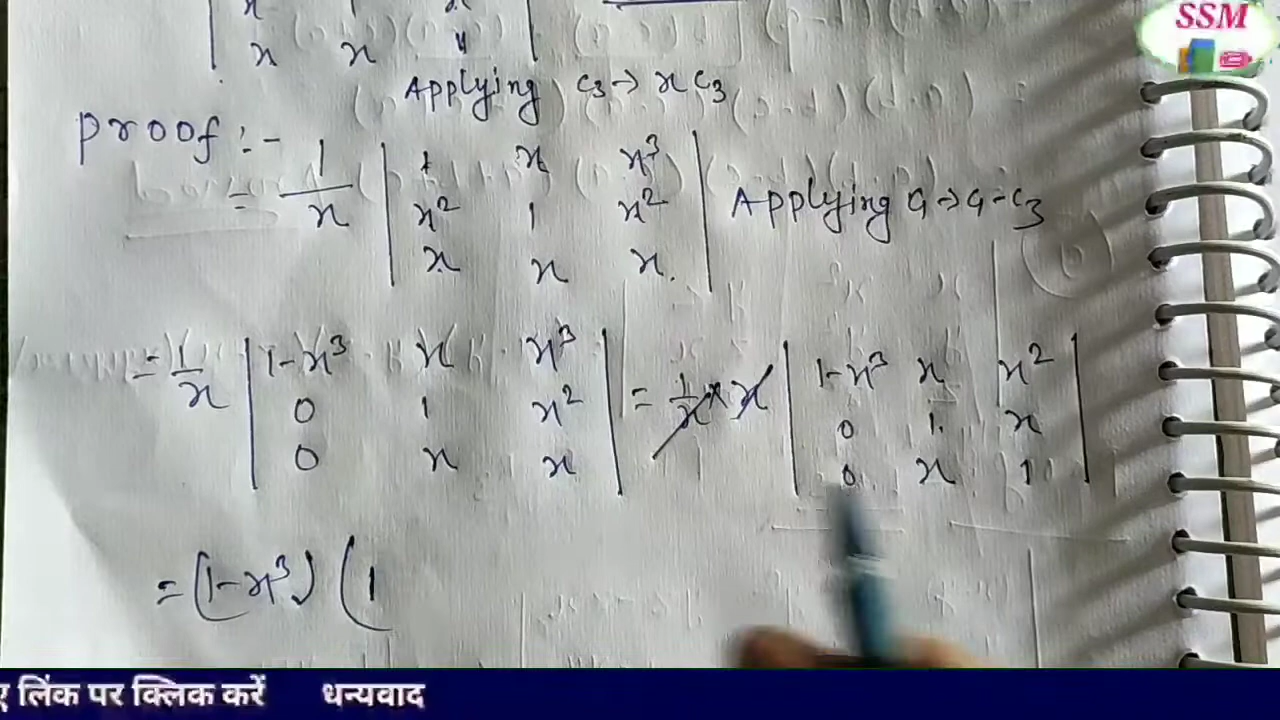 SSM
x x
Applying C3→ x C3
Proof :-
= 1/x | 1 x x³ | Applying C1→C1-C3
| x² 1 x² |
| x x x. |
= 1/x | 1-x³ x x³ | = 1/x × x | 1-x³ x x² |
| 0 1 x² | | 0 1. x |
| 0 x x | | 0 x 1 |
= (1-x³) (1
लिंक पर क्लिक करें धन्यवाद